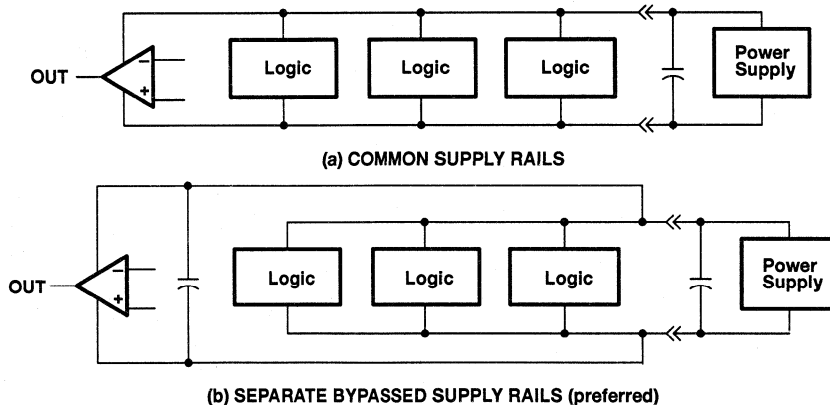 OUT
−
+
Logic
Logic
Logic
Power
Supply
(a) COMMON SUPPLY RAILS
OUT
−
+
Logic
Logic
Logic
Power
Supply
(b) SEPARATE BYPASSED SUPPLY RAILS (preferred)